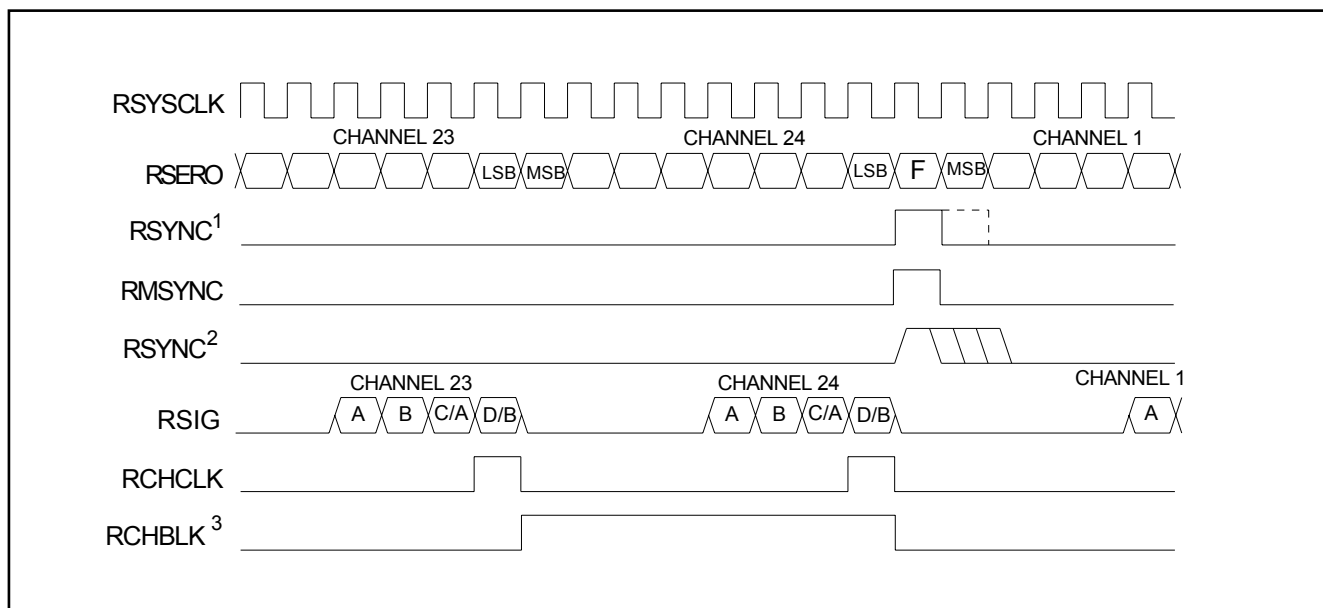 RSYSCLK
CHANNEL 23 CHANNEL 24 CHANNEL 1
RSERO LSB MSB LSB F MSB
RSYNC1
RMSYNC
RSYNC2
CHANNEL 23 CHANNEL 24 CHANNEL 1
RSIG A B C/A D/B A B C/A D/B A
RCHCLK
RCHBLK 3